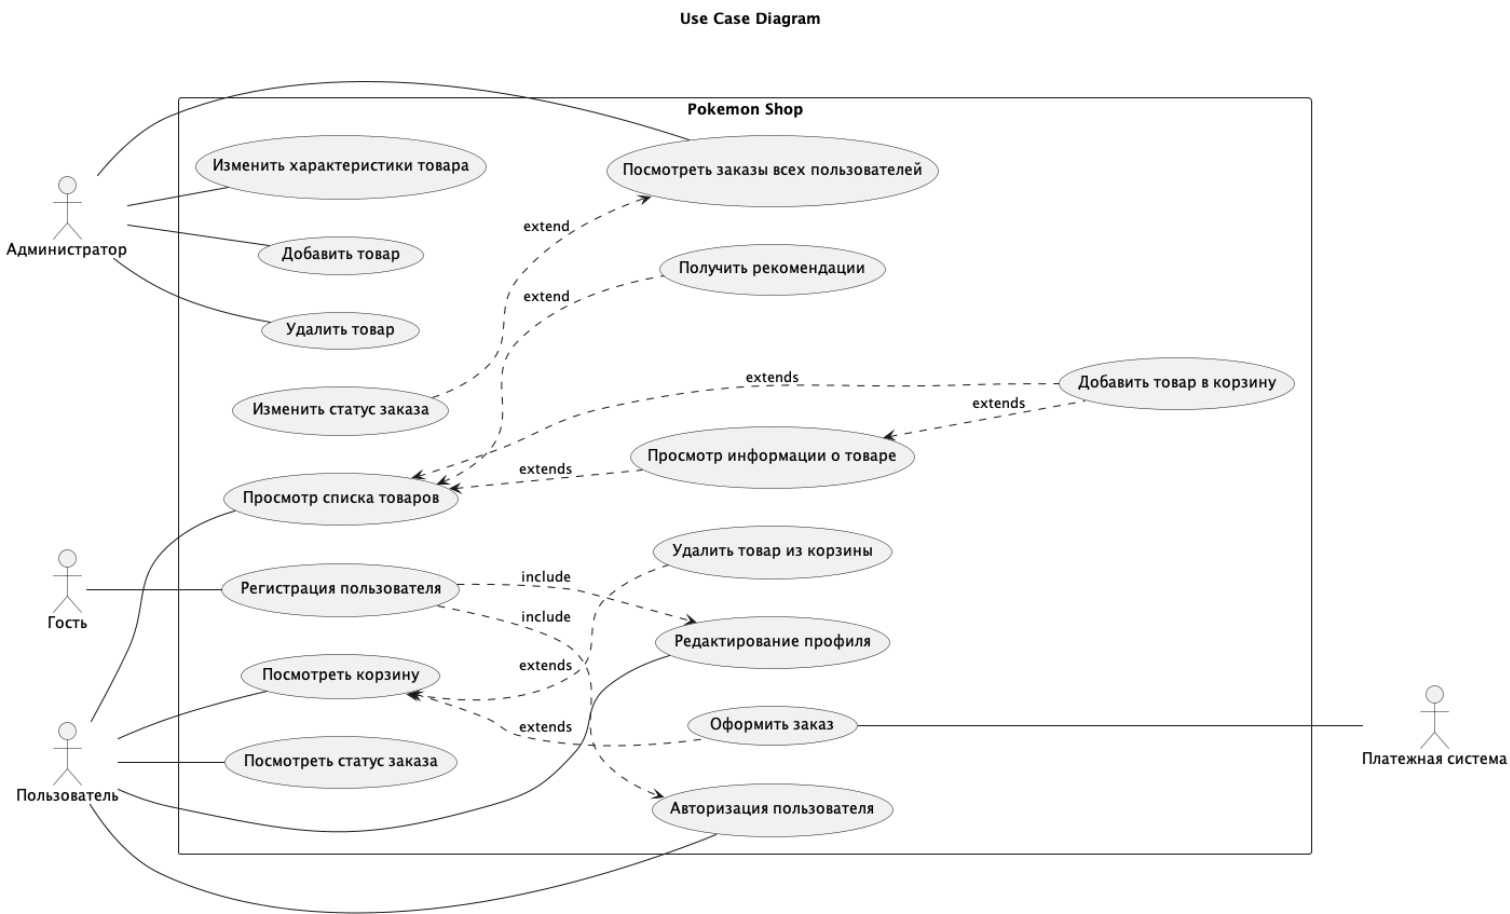 Use Case Diagram
Pokemon Shop
Изменить характеристики товара
Посмотреть заказы всех пользователей
extend
Администратор
Добавить товар
Получить рекомендации
extend
Удалить товар
extends
Добавить товар в корзину
extends
Изменить статус заказа
Просмотр информации о товаре
extends
Просмотр списка товаров
Удалить товар из корзины
include
Регистрация пользователя
include
Гость
Редактирование профиля
extends
Посмотреть корзину
extends
Оформить заказ
Посмотреть статус заказа
Платежная система
Пользователь
Авторизация пользователя